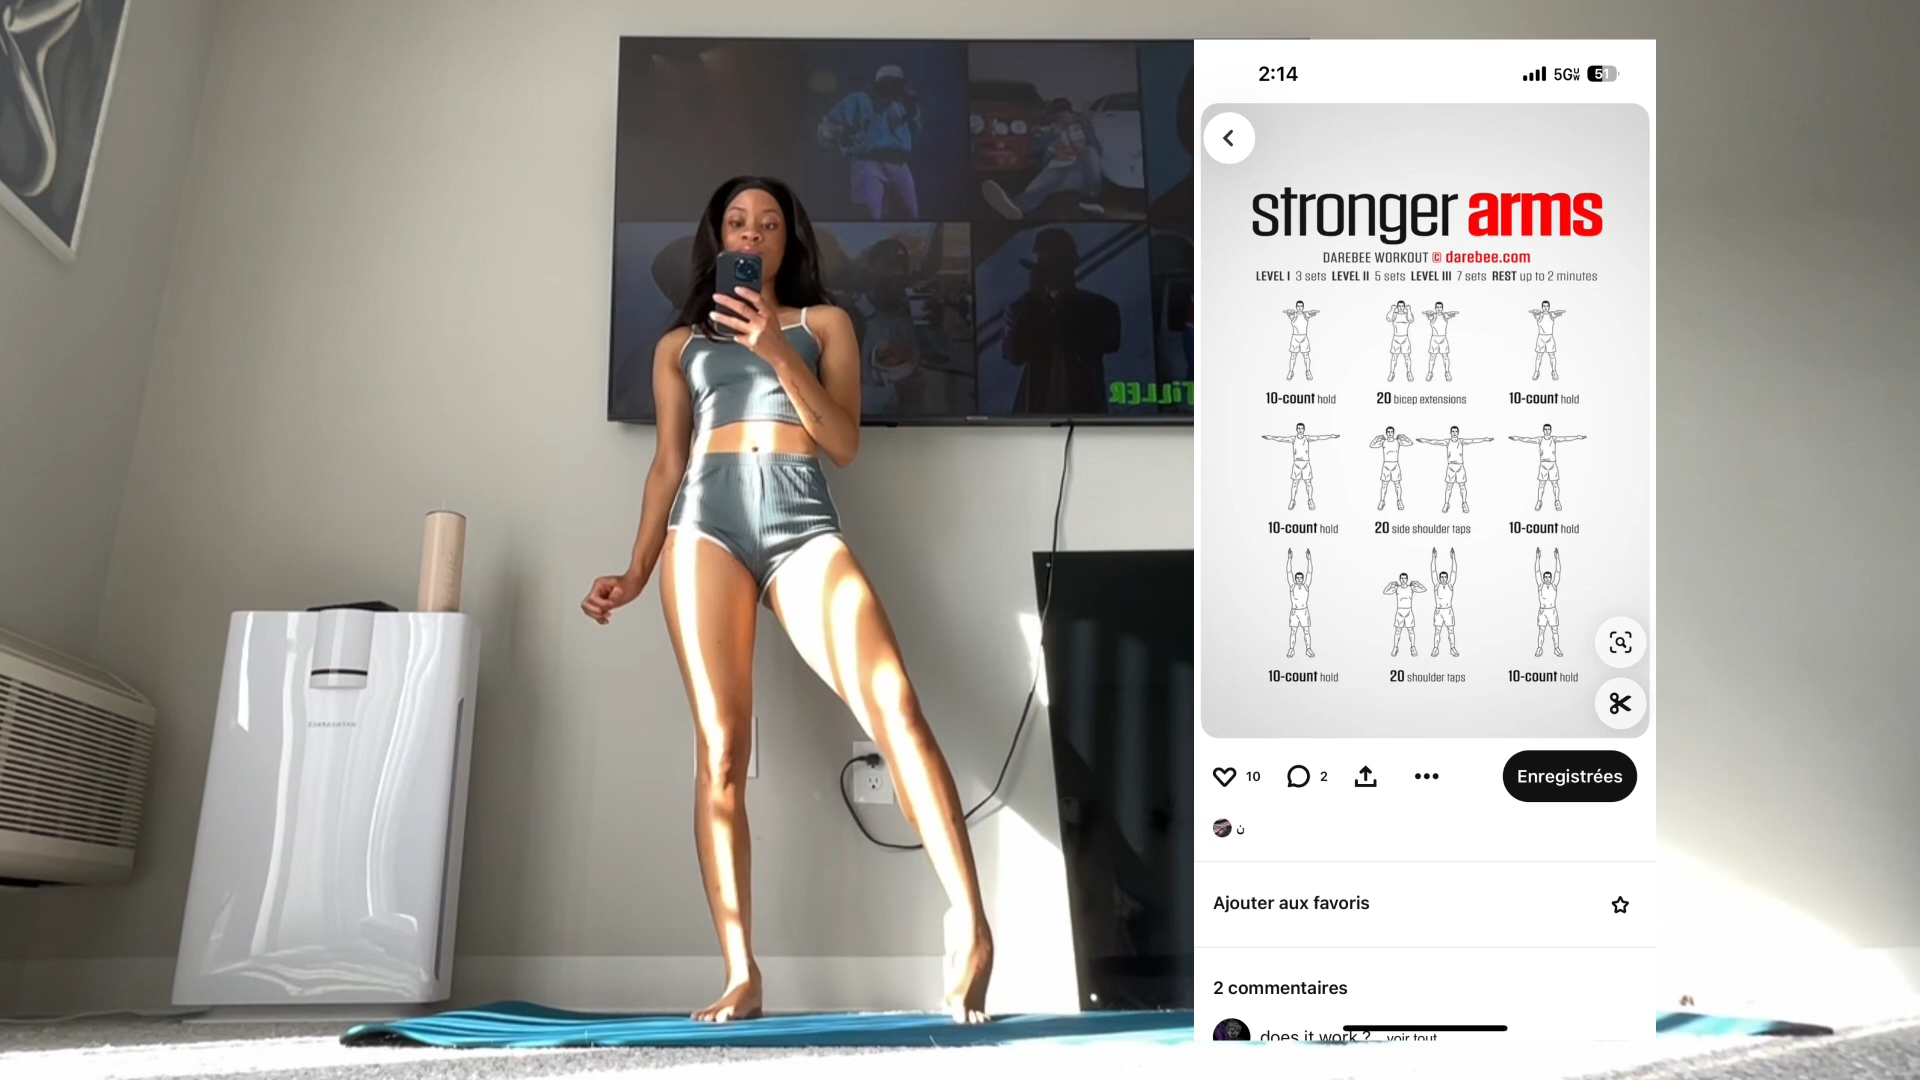 2:14
5GUW 51
stronger arms
DAREBEE WORKOUT © darebee.com
LEVEL I 3 sets LEVEL II 5 sets LEVEL III 7 sets REST up to 2 minutes
10-count hold
20 bicep extensions
10-count hold
10-count hold
20 side shoulder taps
10-count hold
10-count hold
20 shoulder taps
10-count hold
10
2
Enregistrées
ن
Ajouter aux favoris
2 commentaires
does it work ? voir tout
TiLLER